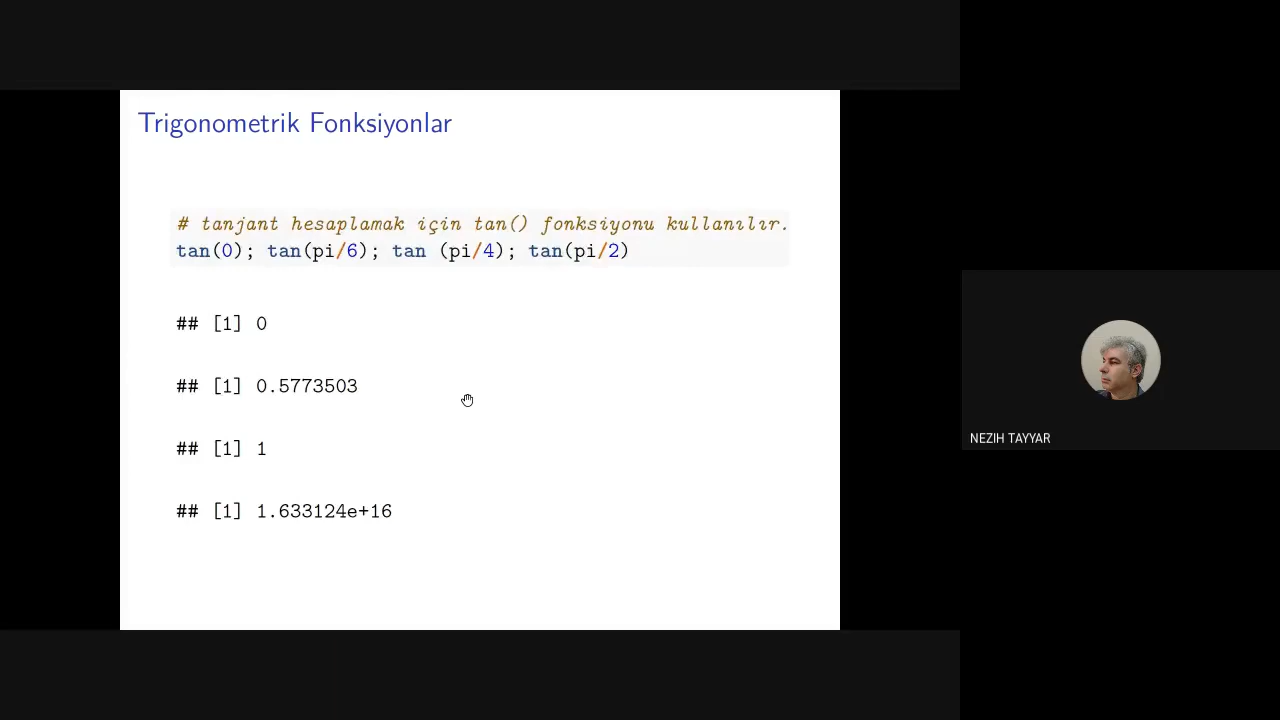 Trigonometrik Fonksiyonlar
# tanjant hesaplamak için tan() fonksiyonu kullanılır.
tan(0); tan(pi/6); tan (pi/4); tan(pi/2)
## [1] 0
## [1] 0.5773503
## [1] 1
## [1] 1.633124e+16
NEZIH TAYYAR